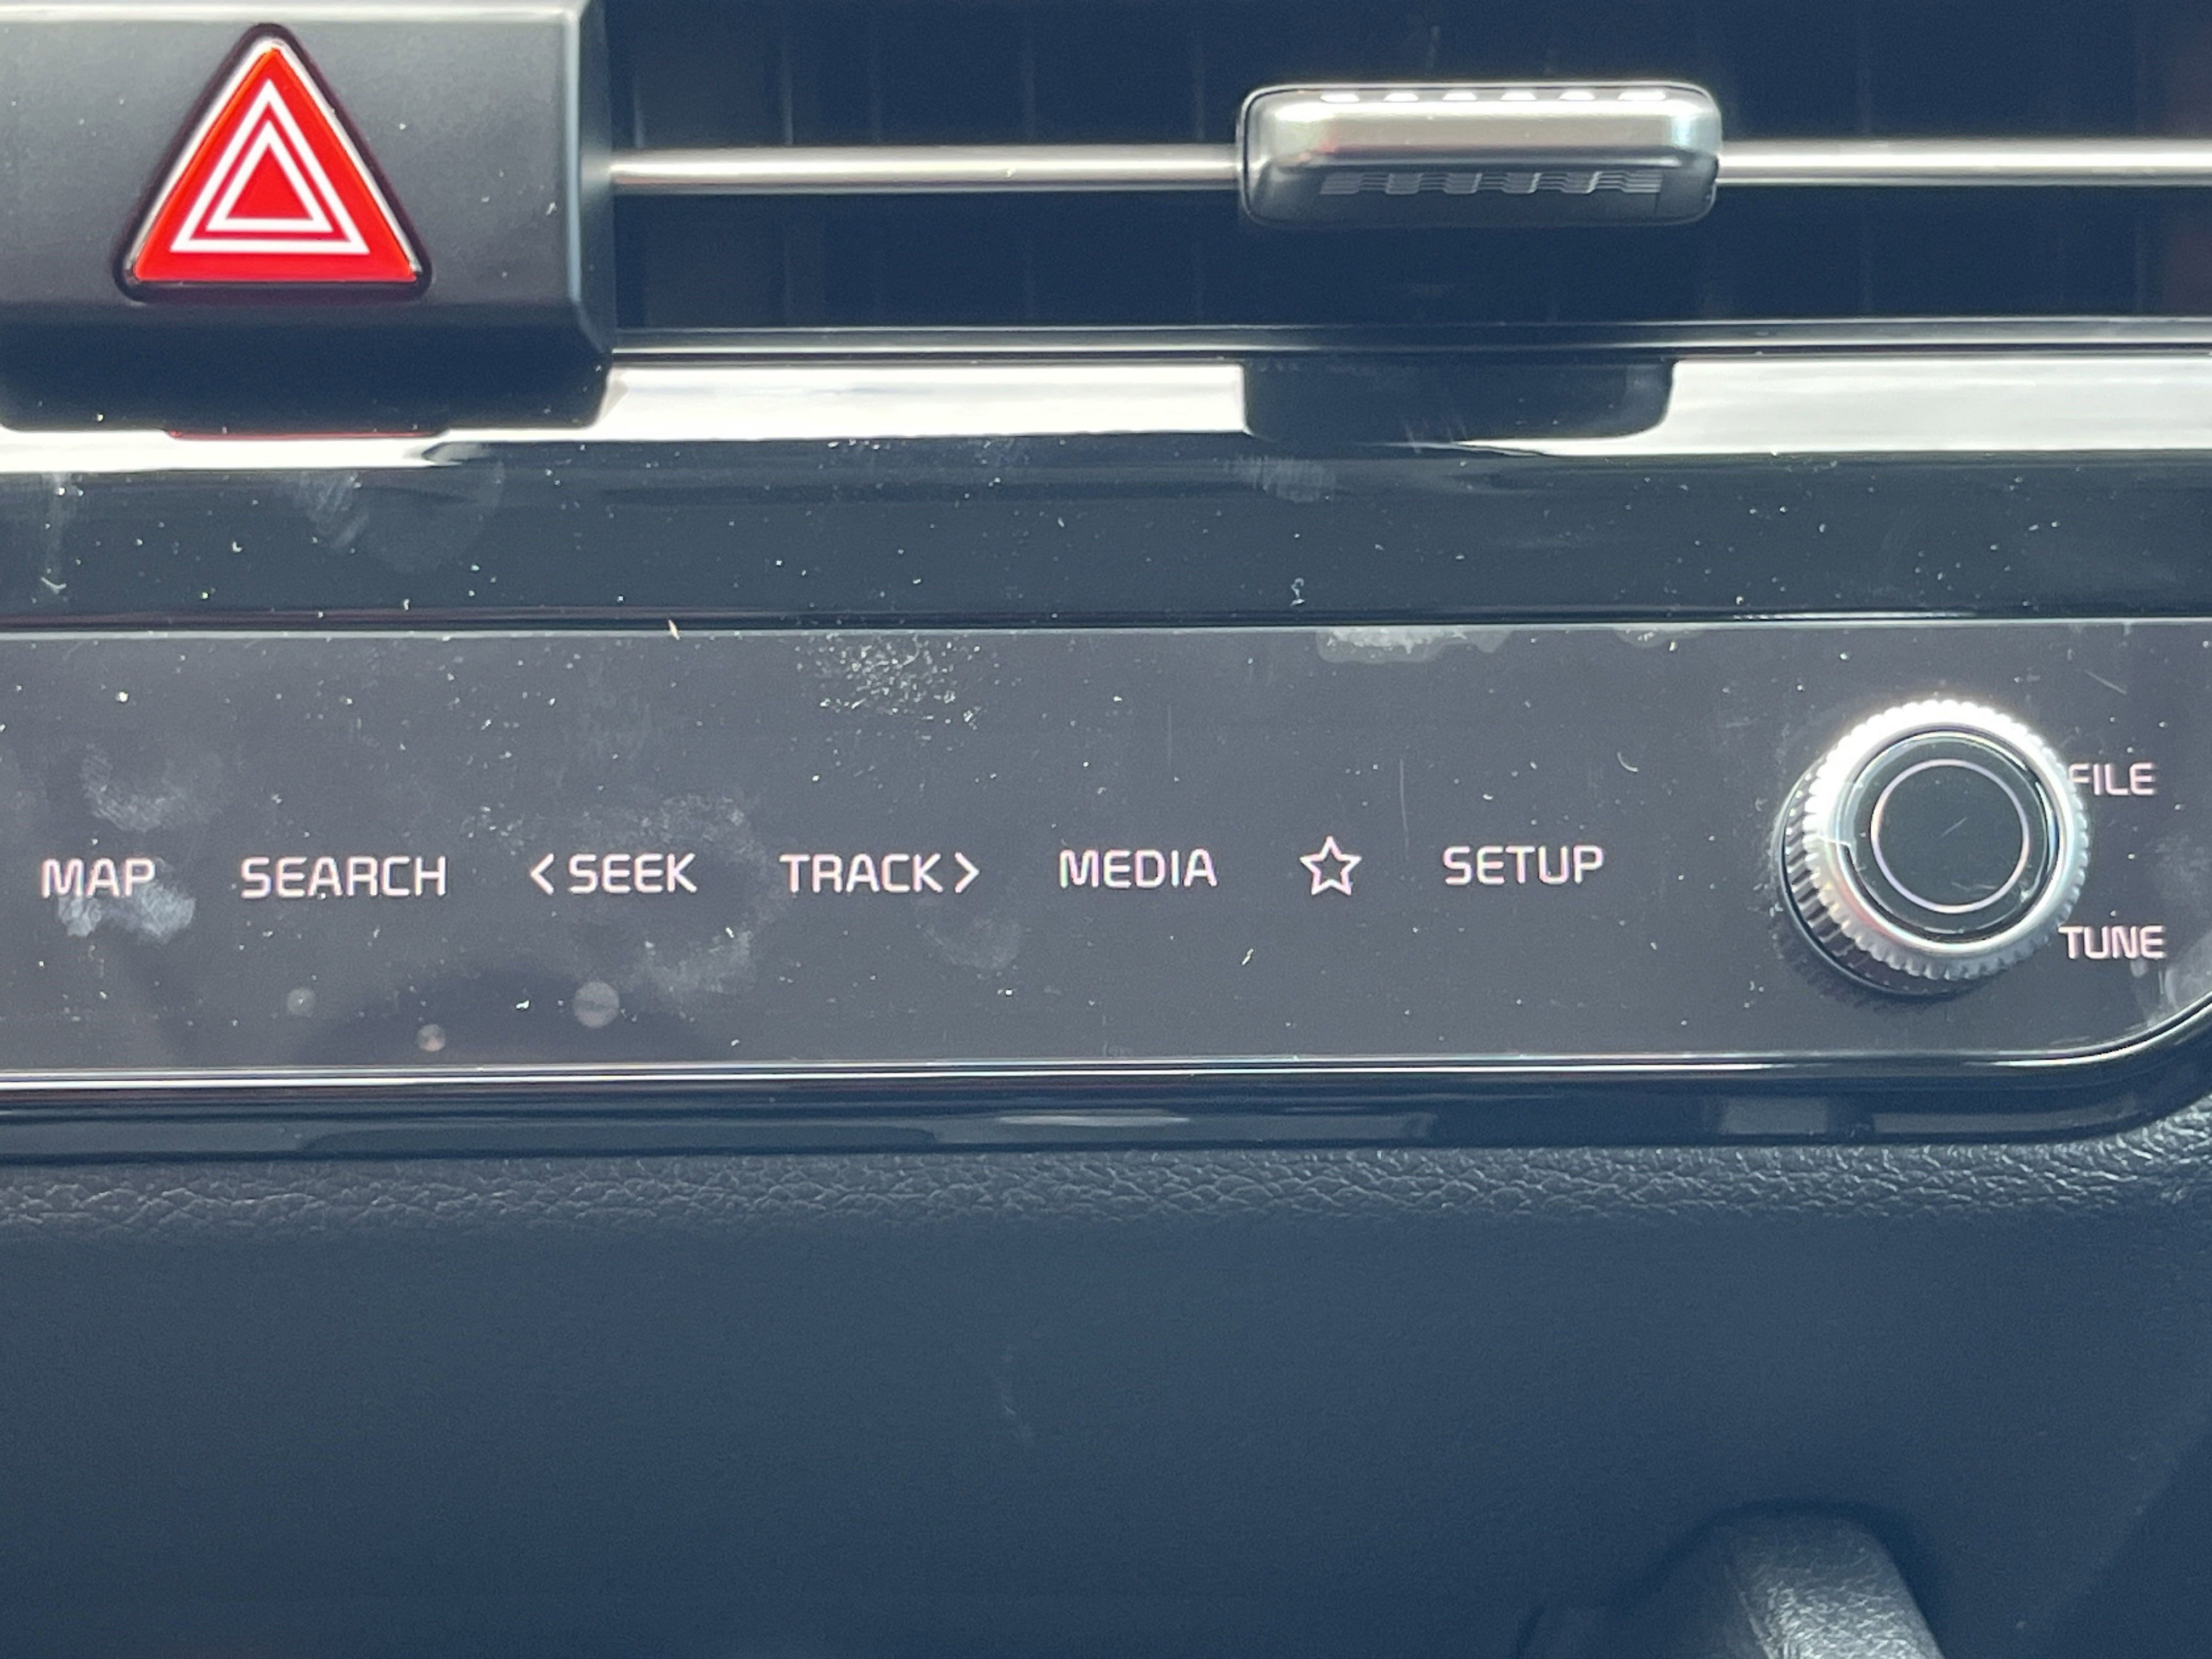 MAP SEARCH <SEEK TRACK> MEDIA ☆ SETUP
FILE
TUNE